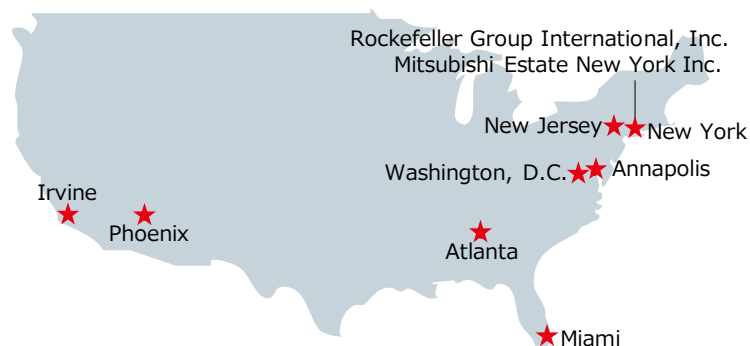 Rockefeller Group International, Inc.
Mitsubishi Estate New York Inc.
New Jersey
New York
Washington, D.C.
Annapolis
Irvine
Phoenix
Atlanta
Miami